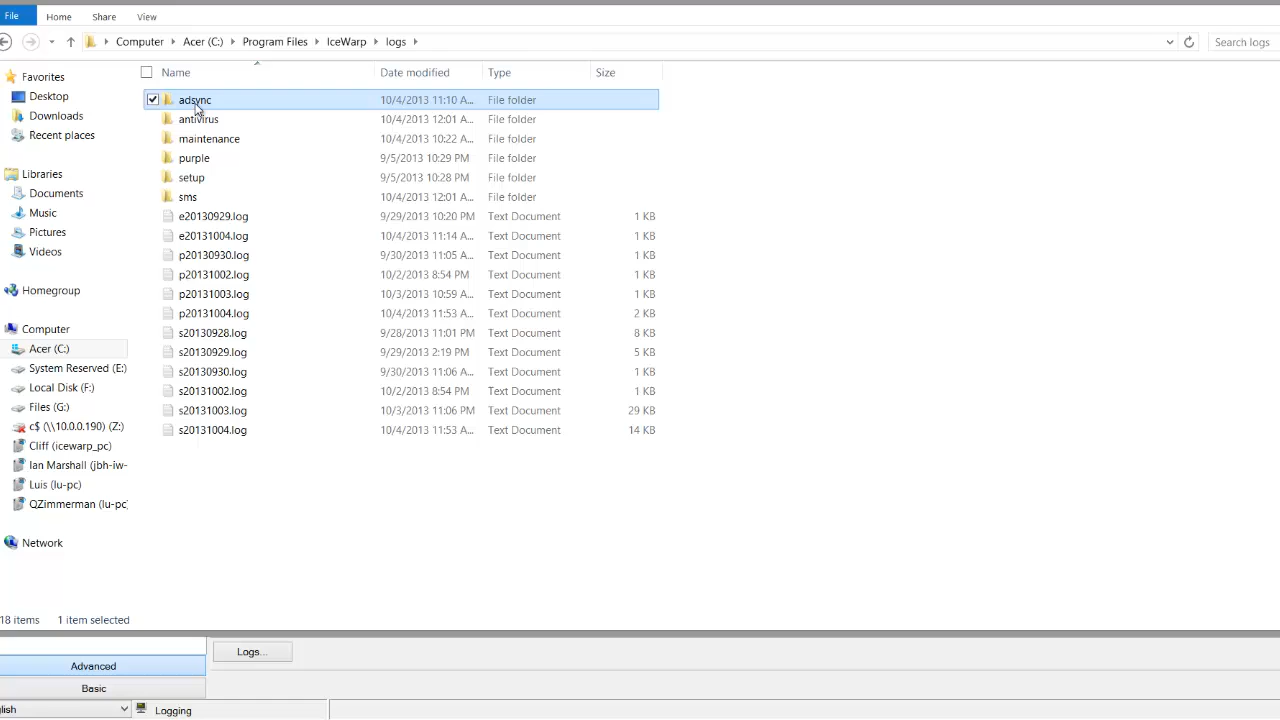 File Home Share View
Computer Acer (C:) Program Files IceWarp logs Search logs
Name Date modified Type Size
Favorites
Desktop
Downloads
Recent places
Libraries
Documents
Music
Pictures
Videos
Homegroup
Computer
Acer (C:)
System Reserved (E:)
Local Disk (F:)
Files (G:)
c$ (\\10.0.0.190) (Z:)
Cliff (icewarp_pc)
Ian Marshall (jbh-iw-
Luis (lu-pc)
QZimmerman (lu-pc)
Network
adsync 10/4/2013 11:10 A... File folder
antivirus 10/4/2013 12:01 A... File folder
maintenance 10/4/2013 10:22 A... File folder
purple 9/5/2013 10:29 PM File folder
setup 9/5/2013 10:28 PM File folder
sms 10/4/2013 12:01 A... File folder
e20130929.log 9/29/2013 10:20 PM Text Document 1 KB
e20131004.log 10/4/2013 11:14 A... Text Document 1 KB
p20130930.log 9/30/2013 11:05 A... Text Document 1 KB
p20131002.log 10/2/2013 8:54 PM Text Document 1 KB
p20131003.log 10/3/2013 10:59 A... Text Document 1 KB
p20131004.log 10/4/2013 11:53 A... Text Document 2 KB
s20130928.log 9/28/2013 11:01 PM Text Document 8 KB
s20130929.log 9/29/2013 2:19 PM Text Document 5 KB
s20130930.log 9/30/2013 11:06 A... Text Document 1 KB
s20131002.log 10/2/2013 8:54 PM Text Document 1 KB
s20131003.log 10/3/2013 11:06 PM Text Document 29 KB
s20131004.log 10/4/2013 11:53 A... Text Document 14 KB
18 items 1 item selected
Logs...
Advanced
Basic
lish Logging